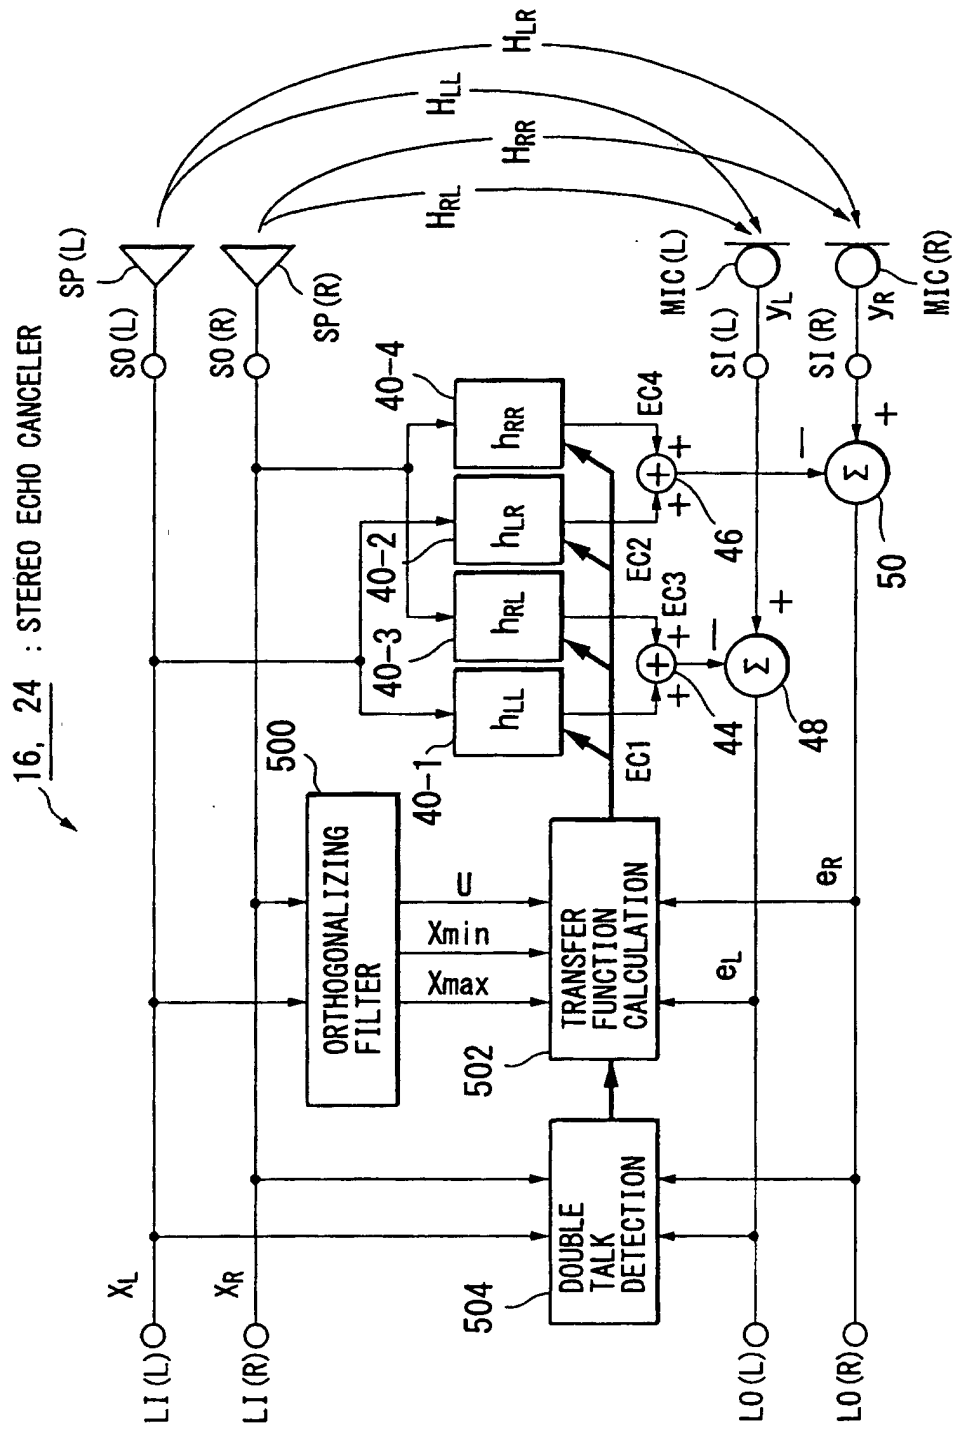 16, 24 : STEREO ECHO CANCELER
LI(L)
XL
SO(L)
SP(L)
LI(R)
XR
SO(R)
SP(R)
HLR
HLL
HRR
HRL
500
ORTHOGONALIZING
FILTER
Xmax
Xmin
U
40-1
hLL
40-3
hRL
40-2
hLR
40-4
hRR
504
DOUBLE
TALK
DETECTION
502
TRANSFER
FUNCTION
CALCULATION
EC1
EC3
EC2
EC4
+
+
+
44
+
+
+
46
−
−
eL
Σ
48
+
SI(L)
yL
MIC(L)
LO(L)
eR
Σ
50
+
SI(R)
yR
MIC(R)
LO(R)